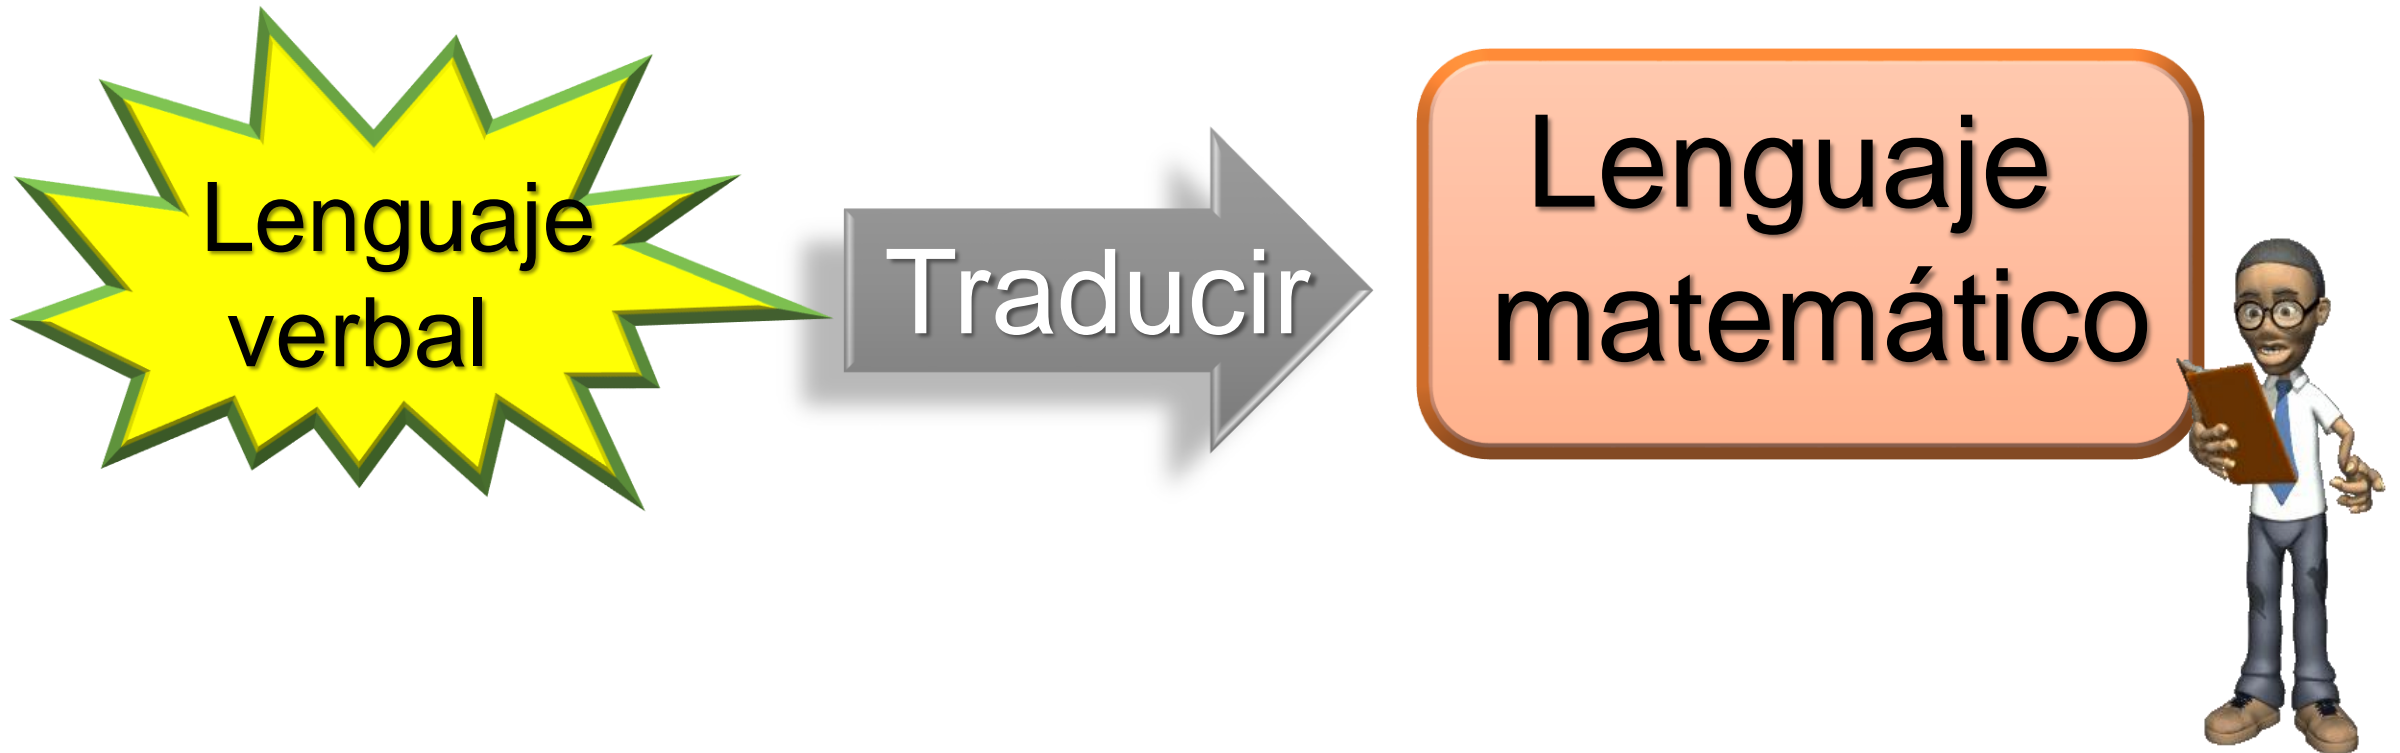 Lenguaje
verbal
Traducir
Lenguaje
matemático